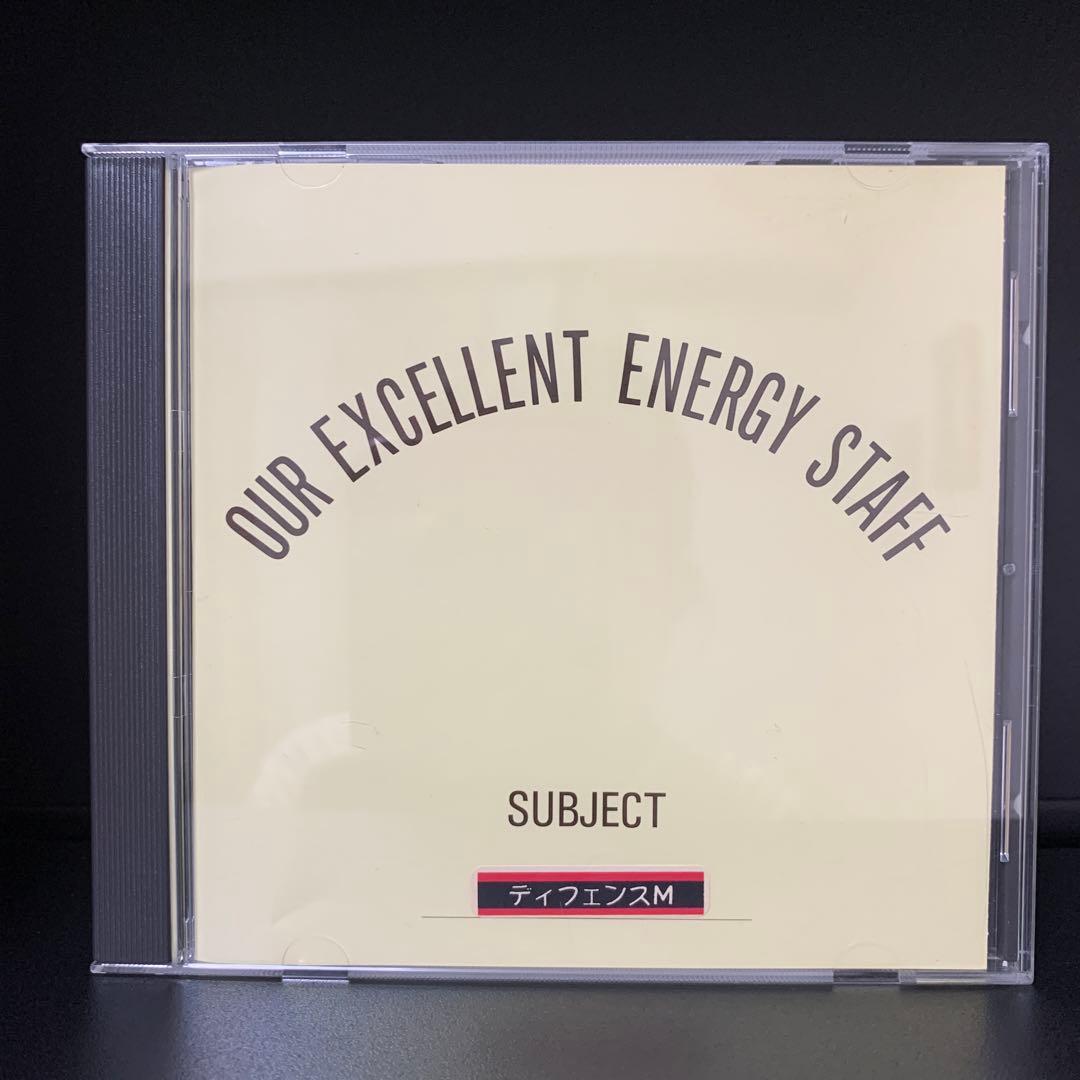 OUR EXCELLENT ENERGY STAFF
SUBJECT
ディフェンスM